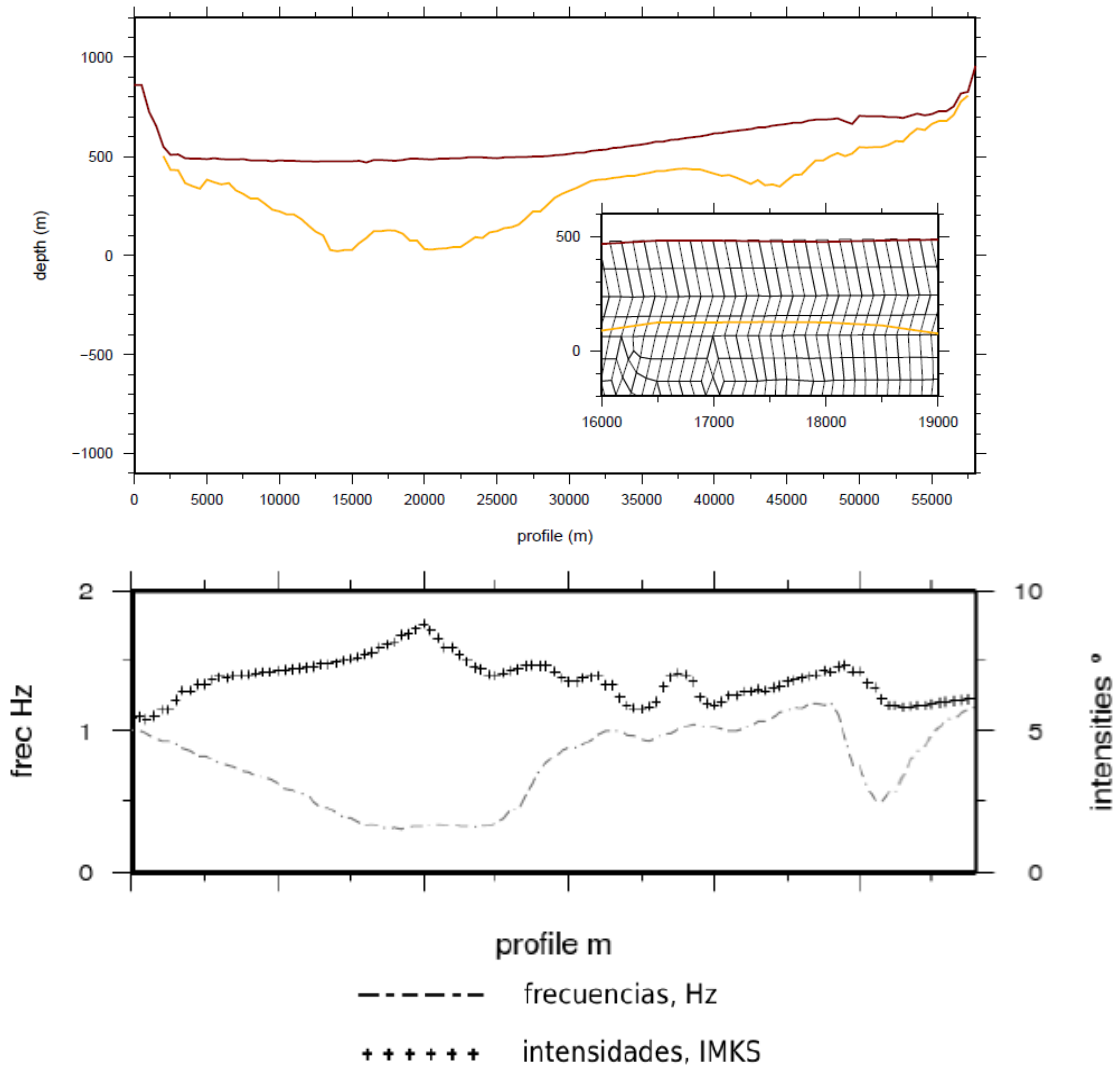 1000
500
0
−500
−1000
depth (m)
500
0
16000 17000 18000 19000
0 5000 10000 15000 20000 25000 30000 35000 40000 45000 50000 55000
profile (m)
2 10
1 5
0 0
frec Hz
intensities º
profile m
frecuencias, Hz
intensidades, IMKS